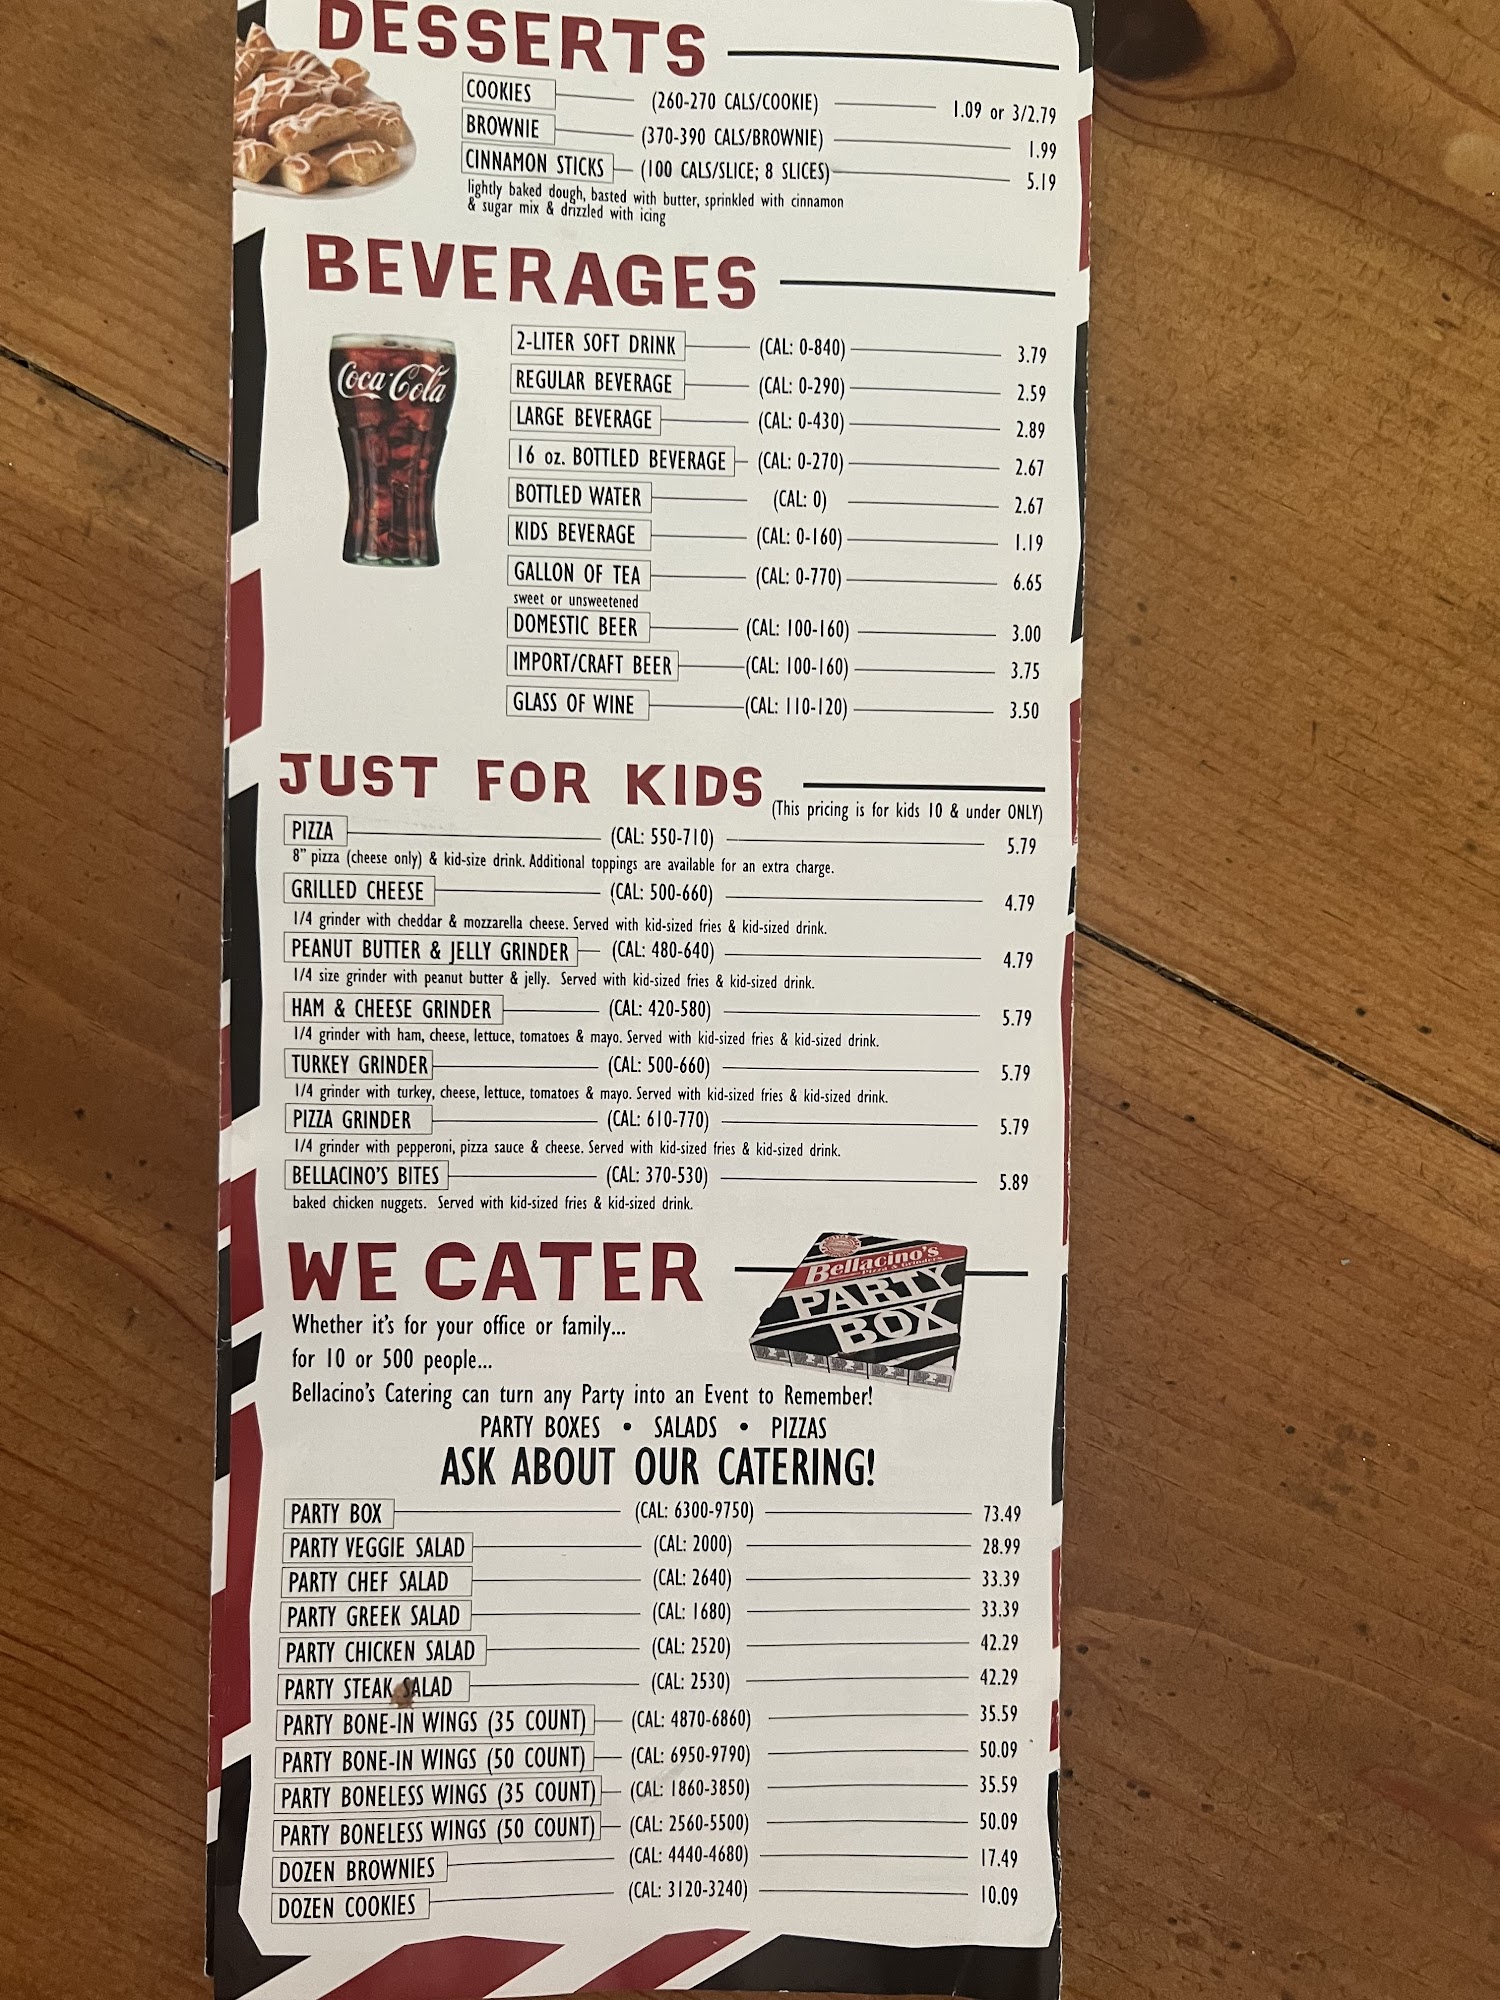 DESSERTS
COOKIES (260-270 CALS/COOKIE) 1.09 or 3/2.79
BROWNIE (370-390 CALS/BROWNIE) 1.99
CINNAMON STICKS (100 CALS/SLICE; 8 SLICES) 5.19
lightly baked dough, basted with butter, sprinkled with cinnamon
& sugar mix & drizzled with icing
BEVERAGES
Coca-Cola
2-LITER SOFT DRINK (CAL: 0-840) 3.79
REGULAR BEVERAGE (CAL: 0-290) 2.59
LARGE BEVERAGE (CAL: 0-430) 2.89
16 oz. BOTTLED BEVERAGE (CAL: 0-270) 2.67
BOTTLED WATER (CAL: 0) 2.67
KIDS BEVERAGE (CAL: 0-160) 1.19
GALLON OF TEA (CAL: 0-770) 6.65
sweet or unsweetened
DOMESTIC BEER (CAL: 100-160) 3.00
IMPORT/CRAFT BEER (CAL: 100-160) 3.75
GLASS OF WINE (CAL: 110-120) 3.50
JUST FOR KIDS
(This pricing is for kids 10 & under ONLY)
PIZZA (CAL: 550-710) 5.79
8" pizza (cheese only) & kid-size drink. Additional toppings are available for an extra charge.
GRILLED CHEESE (CAL: 500-660) 4.79
1/4 grinder with cheddar & mozzarella cheese. Served with kid-sized fries & kid-sized drink.
PEANUT BUTTER & JELLY GRINDER (CAL: 480-640) 4.79
1/4 size grinder with peanut butter & jelly. Served with kid-sized fries & kid-sized drink.
HAM & CHEESE GRINDER (CAL: 420-580) 5.79
1/4 grinder with ham, cheese, lettuce, tomatoes & mayo. Served with kid-sized fries & kid-sized drink.
TURKEY GRINDER (CAL: 500-660) 5.79
1/4 grinder with turkey, cheese, lettuce, tomatoes & mayo. Served with kid-sized fries & kid-sized drink.
PIZZA GRINDER (CAL: 610-770) 5.79
1/4 grinder with pepperoni, pizza sauce & cheese. Served with kid-sized fries & kid-sized drink.
BELLACINO'S BITES (CAL: 370-530) 5.89
baked chicken nuggets. Served with kid-sized fries & kid-sized drink.
WE CATER
Bellacino's
Pizza & Grinders
PARTY
BOX
Whether it's for your office or family...
for 10 or 500 people...
Bellacino's Catering can turn any Party into an Event to Remember!
PARTY BOXES • SALADS • PIZZAS
ASK ABOUT OUR CATERING!
PARTY BOX (CAL: 6300-9750) 73.49
PARTY VEGGIE SALAD (CAL: 2000) 28.99
PARTY CHEF SALAD (CAL: 2640) 33.39
PARTY GREEK SALAD (CAL: 1680) 33.39
PARTY CHICKEN SALAD (CAL: 2520) 42.29
PARTY STEAK SALAD (CAL: 2530) 42.29
PARTY BONE-IN WINGS (35 COUNT) (CAL: 4870-6860) 35.59
PARTY BONE-IN WINGS (50 COUNT) (CAL: 6950-9790) 50.09
PARTY BONELESS WINGS (35 COUNT) (CAL: 1860-3850) 35.59
PARTY BONELESS WINGS (50 COUNT) (CAL: 2560-5500) 50.09
DOZEN BROWNIES (CAL: 4440-4680) 17.49
DOZEN COOKIES (CAL: 3120-3240) 10.09